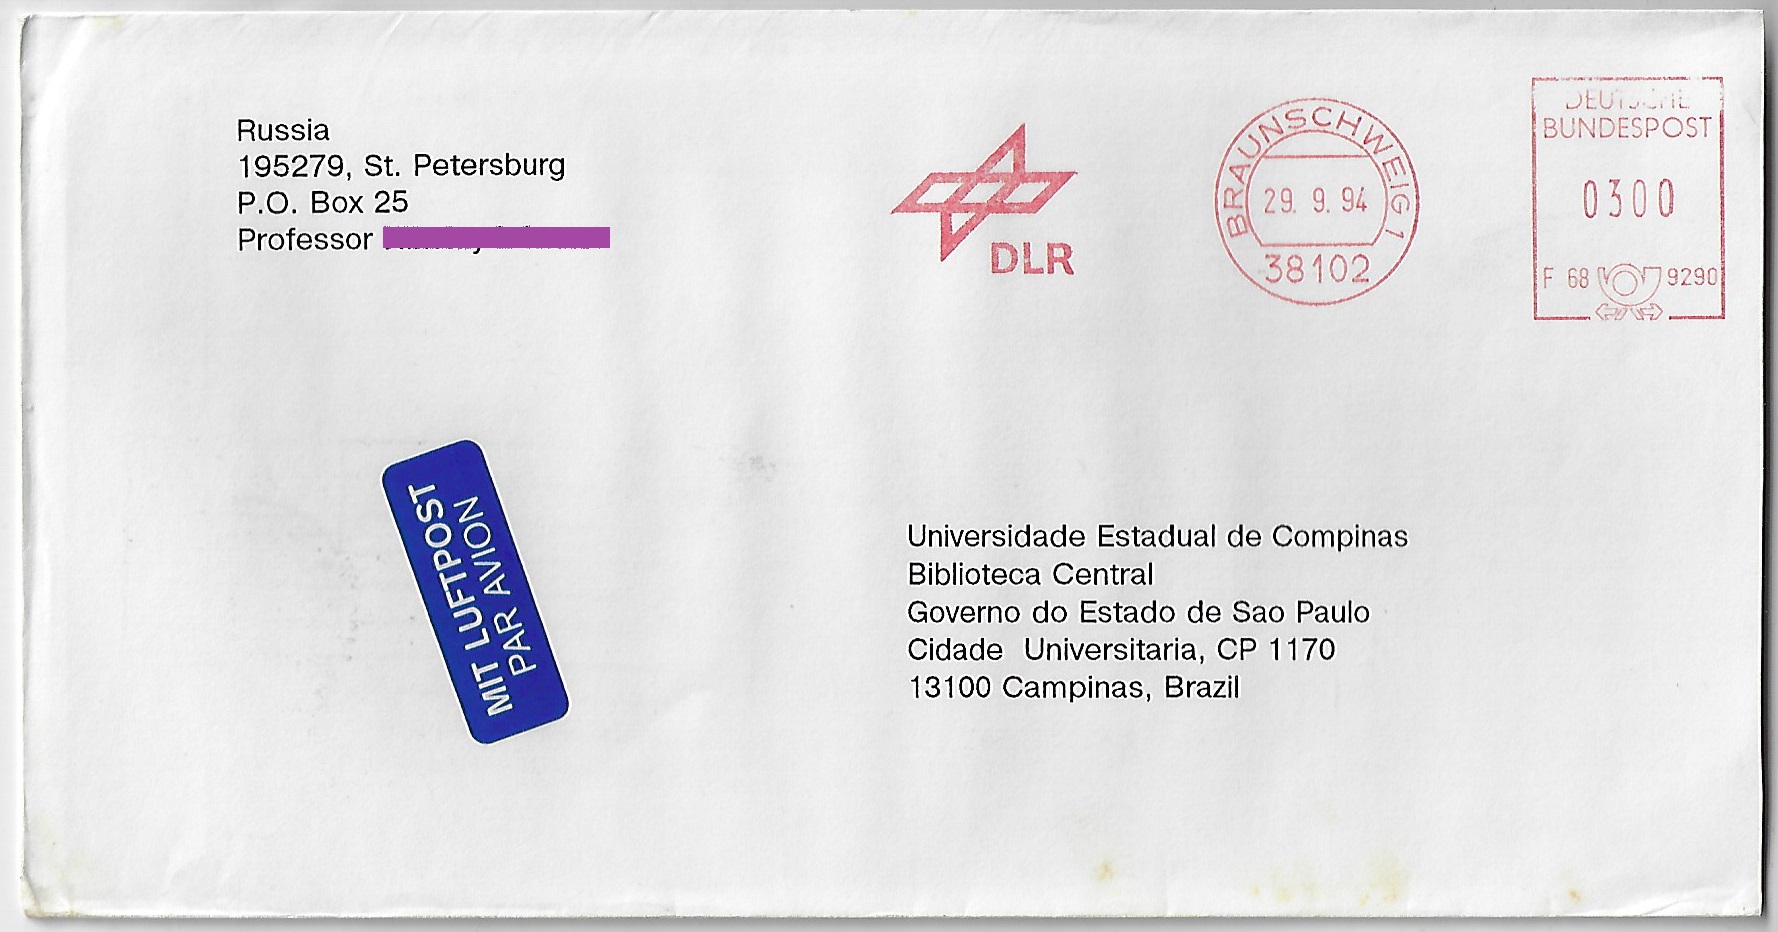 Russia
195279, St. Petersburg
P.O. Box 25
Professor
DLR
BRAUNSCHWEIG 1
29. 9. 94
38102
DEUTSCHE
BUNDESPOST
0300
F 68 9290
MIT LUFTPOST
PAR AVION
Universidade Estadual de Compinas
Biblioteca Central
Governo do Estado de Sao Paulo
Cidade Universitaria, CP 1170
13100 Campinas, Brazil